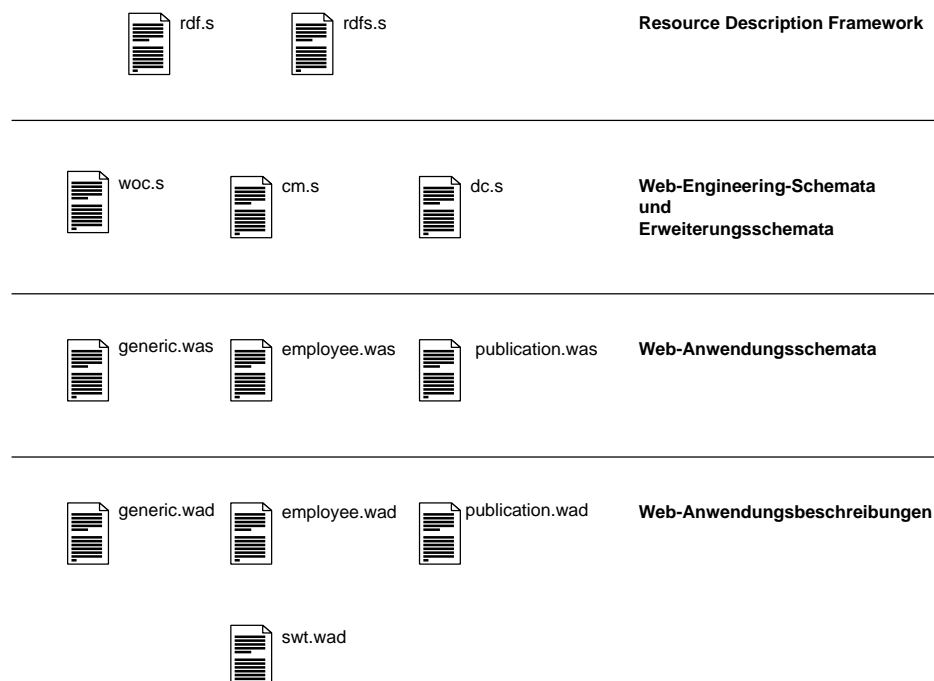 rdf.s
rdfs.s
Resource Description Framework
woc.s
cm.s
dc.s
Web-Engineering-Schemata
und
Erweiterungsschemata
generic.was
employee.was
publication.was
Web-Anwendungsschemata
generic.wad
employee.wad
publication.wad
Web-Anwendungsbeschreibungen
swt.wad